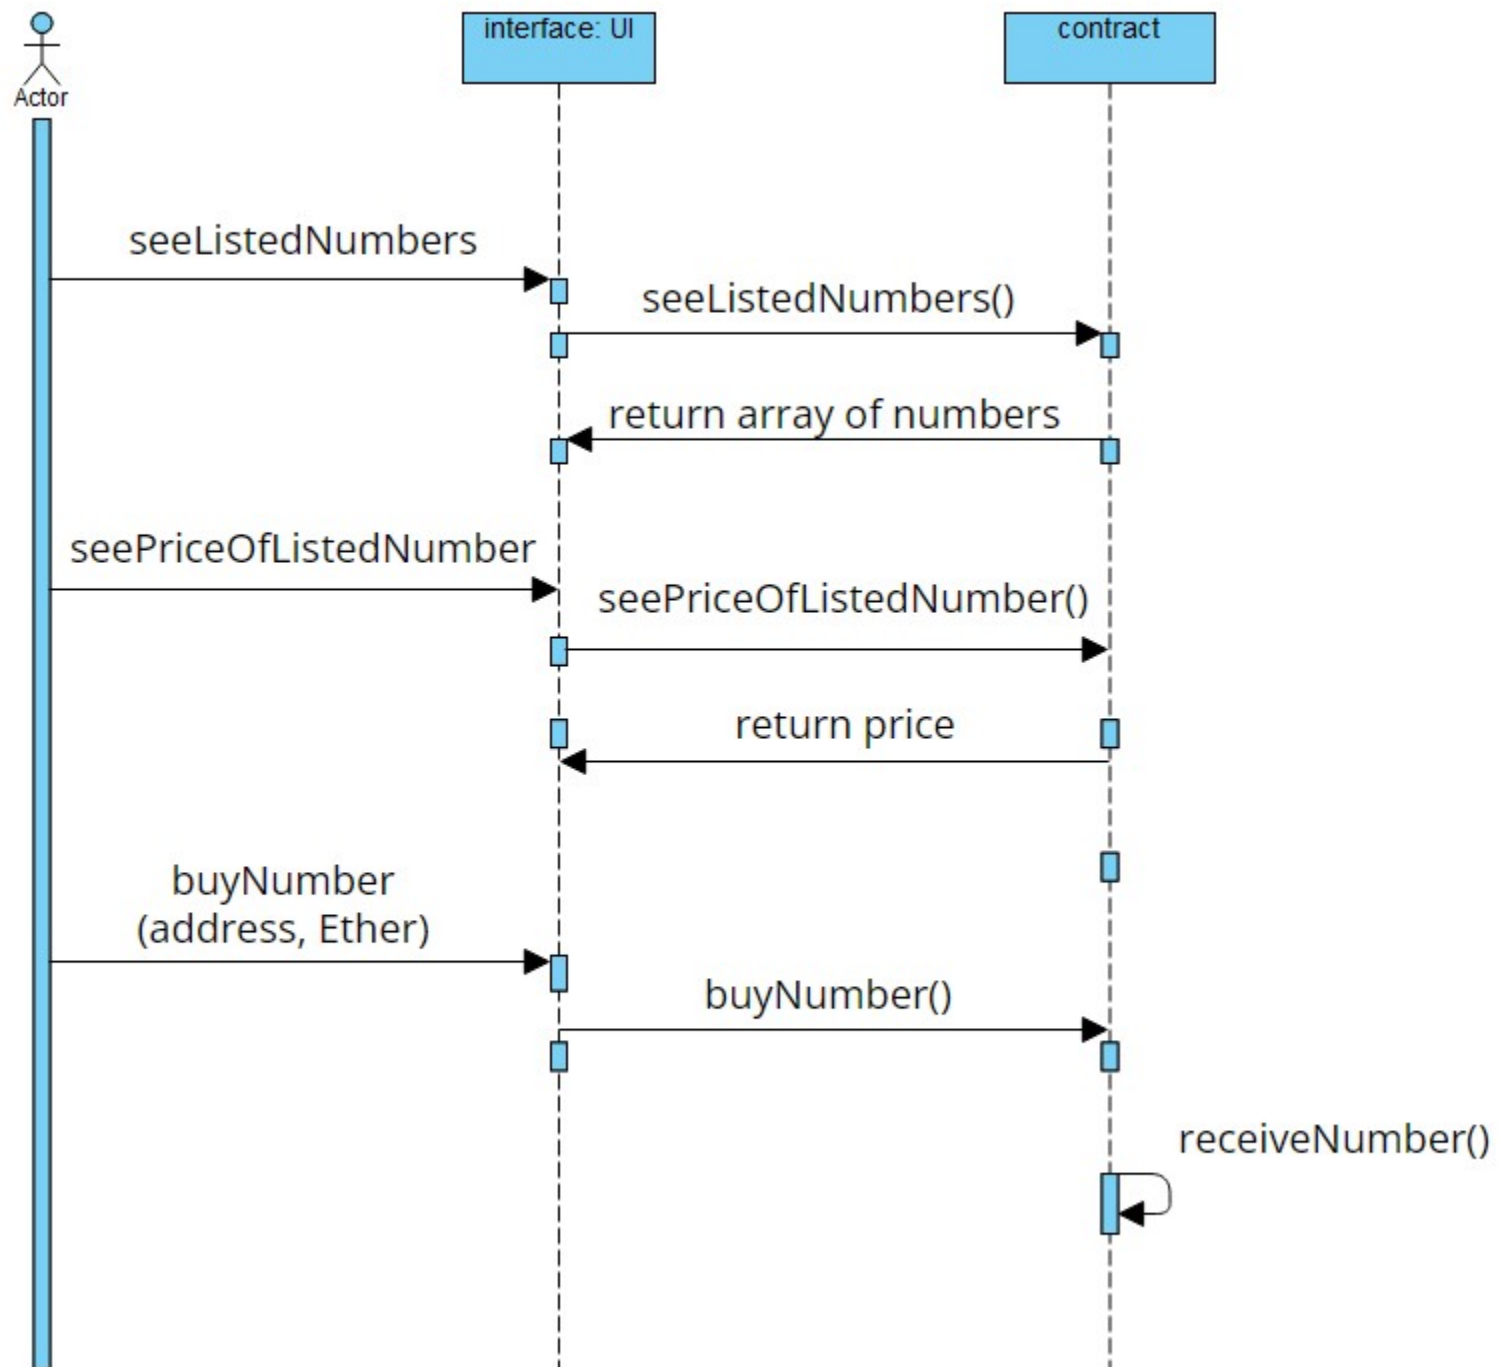 interface: UI
contract
Actor
seeListedNumbers
seeListedNumbers()
return array of numbers
seePriceOfListedNumber
seePriceOfListedNumber()
return price
buyNumber
(address, Ether)
buyNumber()
receiveNumber()